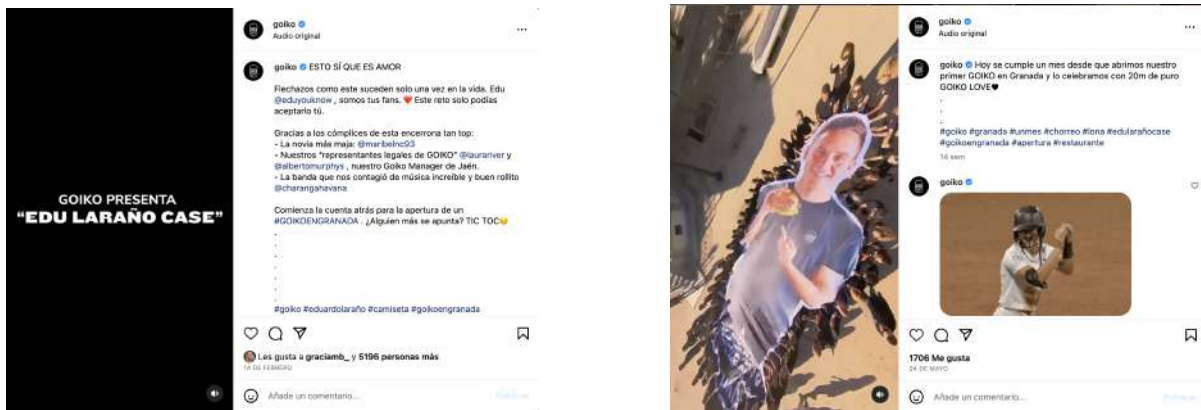 GOIKO PRESENTA
“EDU LARAÑO CASE”
goiko
Audio original
goiko ESTO SÍ QUE ES AMOR
Flechazos como este suceden solo una vez en la vida. Edu
@eduyouknow , somos tus fans. ❤️ Este reto solo podías
aceptarlo tú.
Gracias a los cómplices de esta encerrona tan top:
- La novia más maja: @maribelnc93
- Nuestros "representantes legales de GOIKO" @laurariver y
@albertomurphys , nuestro Goiko Manager de Jaén.
- La banda que nos contagió de música increíble y buen rollito
@charangahavana
Comienza la cuenta atrás para la apertura de un
#GOIKOENGRANADA . ¿Alguien más se apunta? TIC TOC
.
.
.
.
.
.
#goiko #eduardolaraño #camiseta #goikoengranada
Les gusta a graciamb_ y 5196 personas más
14 DE FEBRERO
Añade un comentario...
Publicar
goiko
Audio original
goiko Hoy se cumple un mes desde que abrimos nuestro
primer GOIKO en Granada y lo celebramos con 20m de puro
GOIKO LOVE🖤
.
.
.
#goiko #granada #unmes #chorreo #lona #edularañocase
#goikoengranada #apertura #restaurante
14 sem
goiko
1706 Me gusta
24 DE MAYO
Añade un comentario...
Publicar